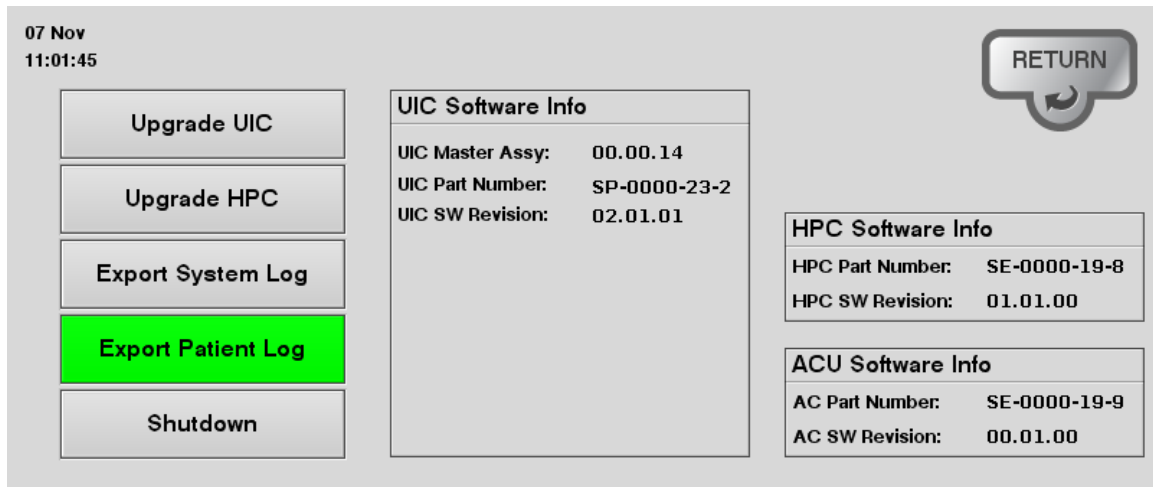 07 Nov
11:01:45
RETURN
Upgrade UIC
Upgrade HPC
Export System Log
Export Patient Log
Shutdown
UIC Software Info
UIC Master Assy: 00.00.14
UIC Part Number: SP-0000-23-2
UIC SW Revision: 02.01.01
HPC Software Info
HPC Part Number: SE-0000-19-8
HPC SW Revision: 01.01.00
ACU Software Info
AC Part Number: SE-0000-19-9
AC SW Revision: 00.01.00